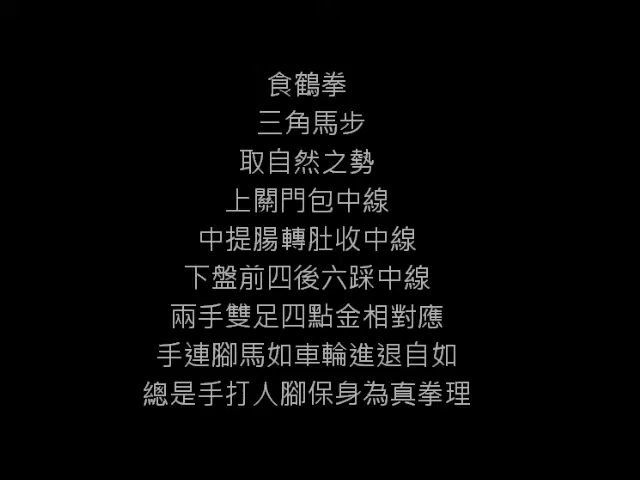 食鶴拳
三角馬步
取自然之勢
上關門包中線
中提腸轉肚收中線
下盤前四後六踩中線
兩手雙足四點金相對應
手連腳馬如車輪進退自如
總是手打人腳保身為真拳理